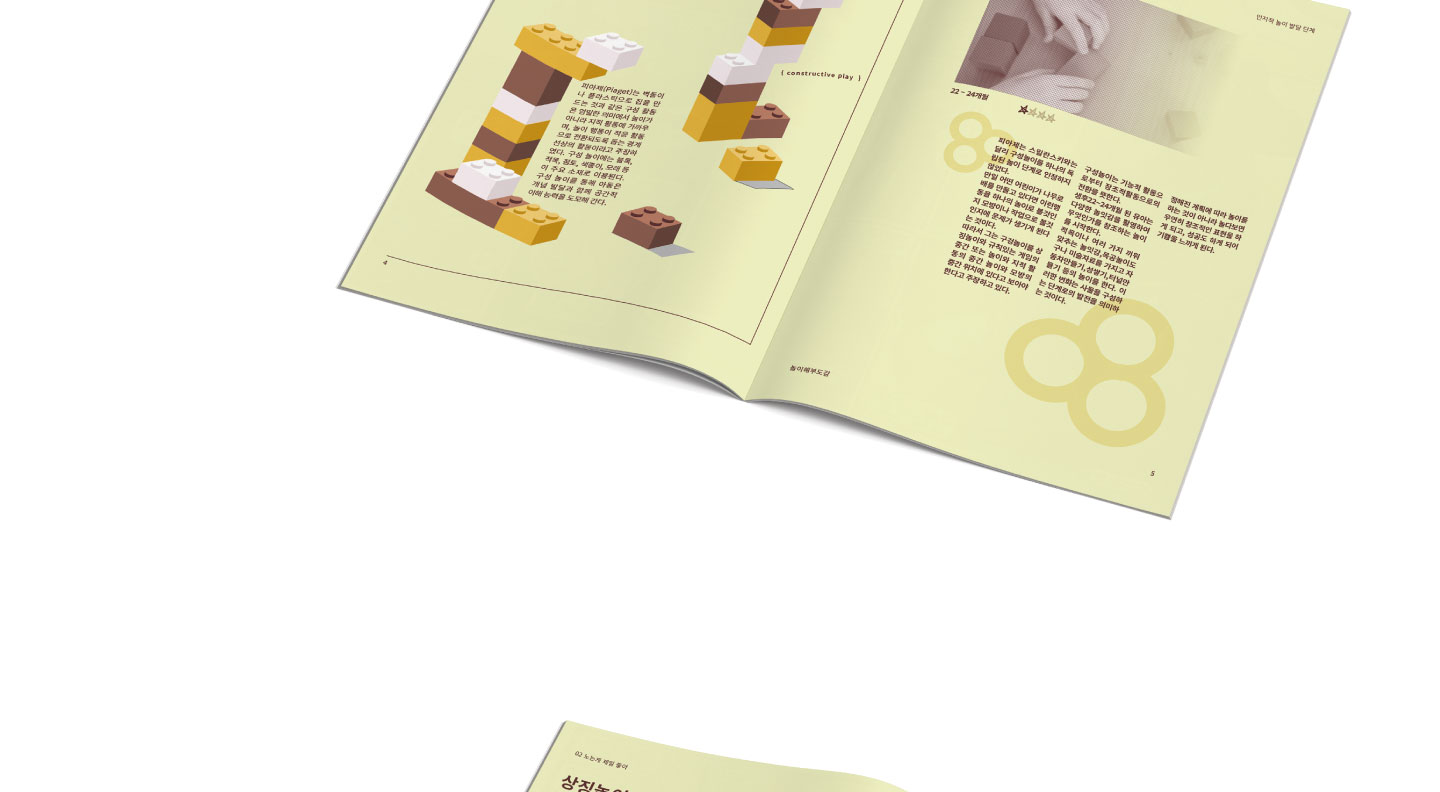 ( constructive play )
피아제(Piaget)는 벽돌이
나 플라스틱으로 집을 만
드는 것과 같은 구성 활동
은 엄밀한 의미에서 놀이가
아니라 지적 활동에 가까우
며, 놀이 행동이 적응 활동
으로 전환되도록 돕는 경계
선상의 활동이라고 주장하
였다. 구성 놀이에는 블록,
적목, 점토, 색종이, 모래 등
이 주요 소재로 이용된다.
구성 놀이를 통해 아동은
개념 발달과 함께 공간적
이해 능력을 도모해 간다.
4
인지적 놀이 발달 단계
22 ~ 24개월
피아제는 스밀란스키와는
달리 구성놀이를 하나의 독
립된 놀이 단계로 인정하지
않았다.
만일 어떤 어린이가 나무로
배를 만들고 있다면 이런행
동을 하나의 놀이로 볼것인
지 모방이나 작업으로 볼것
인지에 문제가 생기게 된다
는 것이다.
따라서 그는 구성놀이를 상
징놀이와 규칙있는 게임의
중간 또는 놀이와 지적 활
동의 중간 놀이와 모방의
중간 위치에 있다고 보아야
한다고 주장하고 있다.
구성놀이는 기능적 활동으
로부터 창조적활동으로의
전환을 뜻한다.
생후22~24개월 된 유아는
다양한 놀잇감을 활용하여
무엇인가를 창조하는 놀이
를 시작한다.
적목이나 여러 가지 끼워
맞추는 놀잇감,목공놀이도
구나 미술자료를 가지고 자
동차만들기,성쌓기,터널만
들기 등의 놀이를 한다. 이
러한 변화는 사물을 구성하
는 단계로의 발전을 의미하
는 것이다.
정해진 계획에 따라 놀이를
하는 것이 아니라 놀다보면
우연히 창조적인 표현을 하
게 되고, 성공도 하게 되어
기쁨을 느끼게 된다.
놀이해부도감
5
02 노는게 제일 좋아